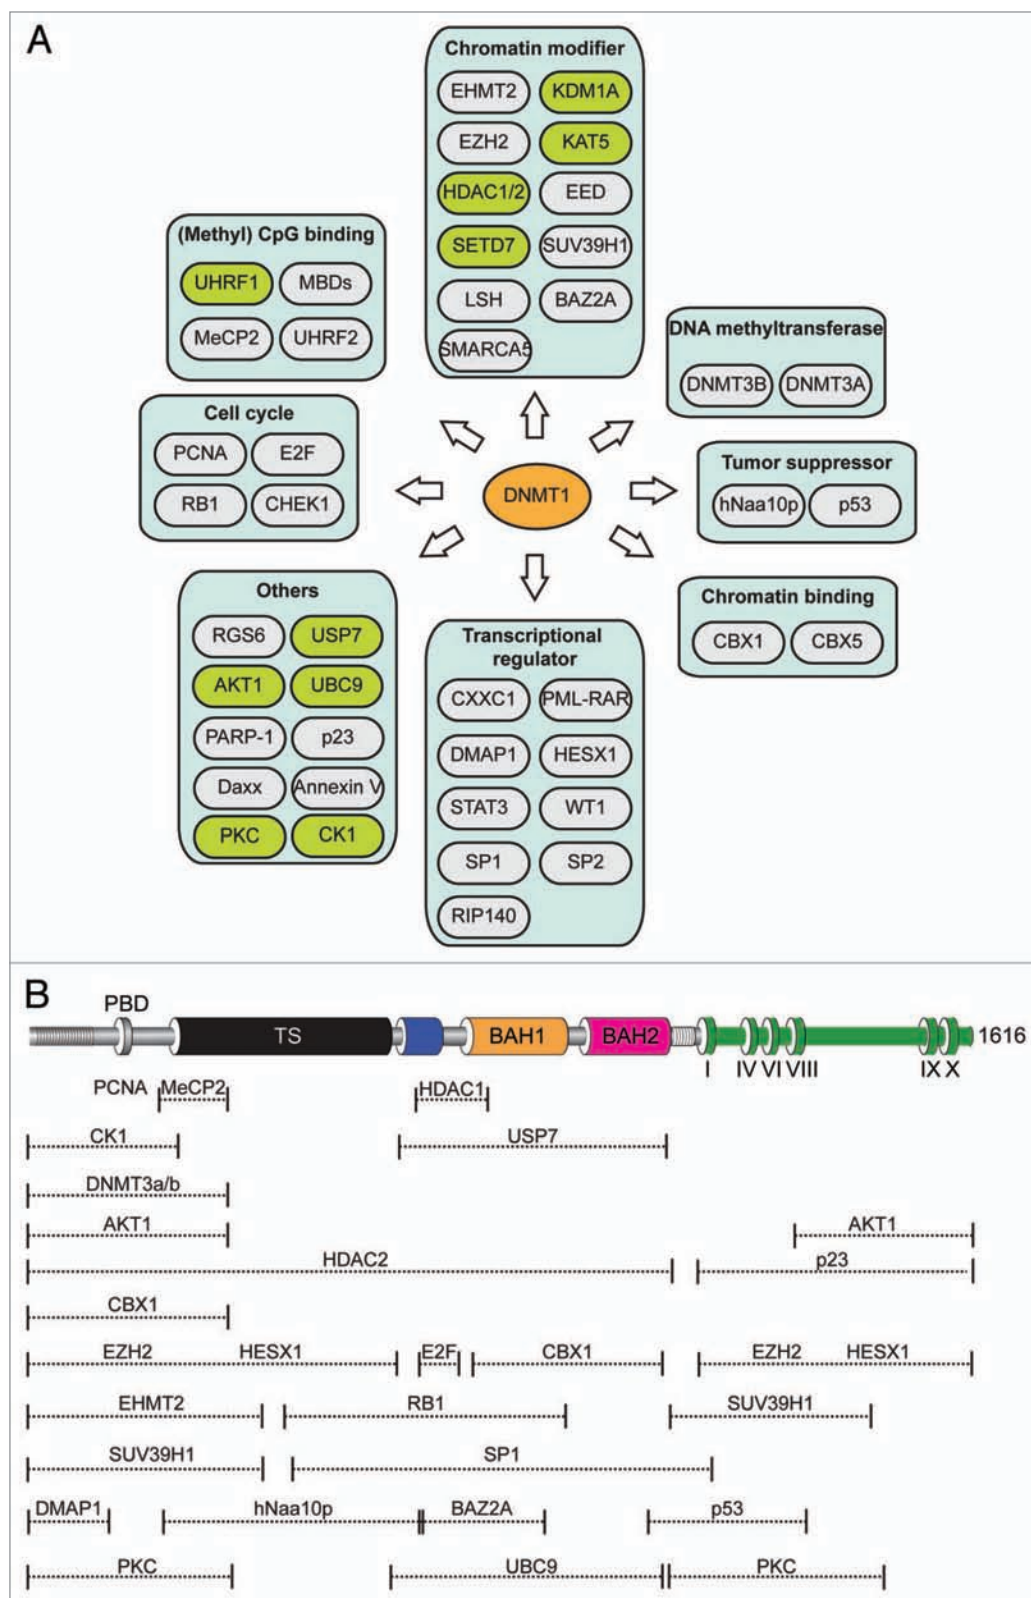 A
Chromatin modifier
EHMT2 KDM1A
EZH2 KAT5
HDAC1/2 EED
SETD7 SUV39H1
LSH BAZ2A
SMARCA5
(Methyl) CpG binding
UHRF1 MBDs
MeCP2 UHRF2
DNA methyltransferase
DNMT3B DNMT3A
Cell cycle
PCNA E2F
RB1 CHEK1
DNMT1
Tumor suppressor
hNaa10p p53
Chromatin binding
CBX1 CBX5
Others
RGS6 USP7
AKT1 UBC9
PARP-1 p23
Daxx Annexin V
PKC CK1
Transcriptional
regulator
CXXC1 PML-RAR
DMAP1 HESX1
STAT3 WT1
SP1 SP2
RIP140
B
PBD
TS BAH1 BAH2 1616
I IV VI VIII IX X
PCNA MeCP2 HDAC1
CK1 USP7
DNMT3a/b
AKT1 AKT1
HDAC2 p23
CBX1
EZH2 HESX1 E2F CBX1 EZH2 HESX1
EHMT2 RB1 SUV39H1
SUV39H1 SP1
DMAP1 hNaa10p BAZ2A p53
PKC UBC9 PKC